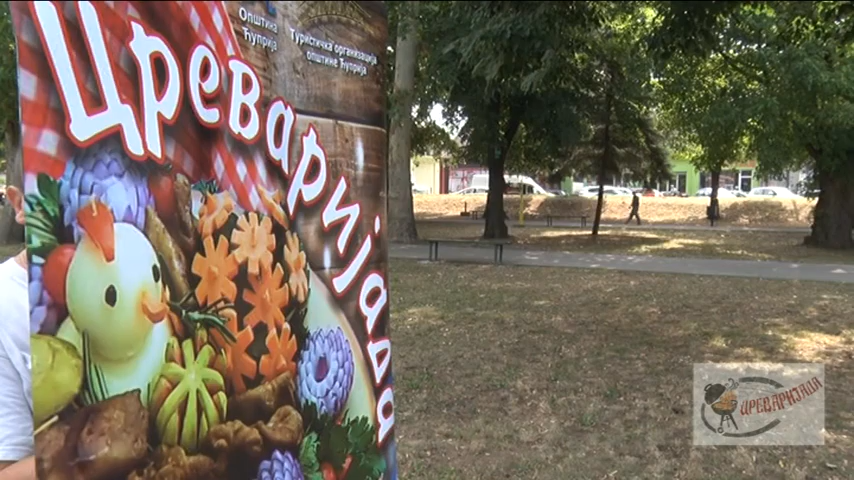 Општина
Ћуприја
Туристичка организација
општине Ћуприја
Цреваријада
ЦРЕВАРИЈАДА